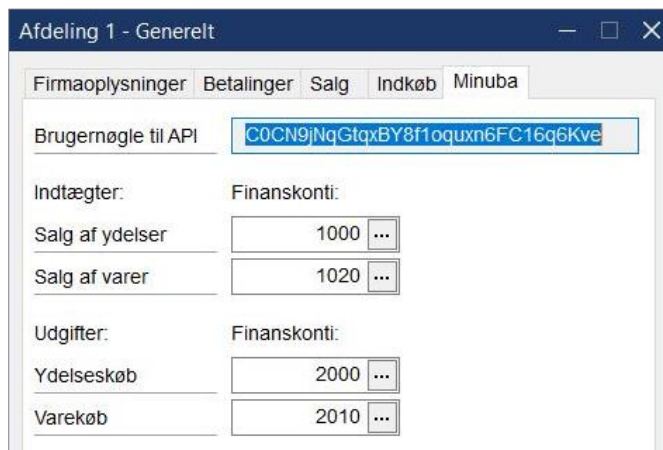 Afdeling 1 - Generelt
Firmaoplysninger Betalinger Salg Indkøb Minuba
Brugernøgle til API C0CN9jNqGtqxBY8f1oquxn6FC16q6Kve
Indtægter: Finanskonti:
Salg af ydelser 1000 ...
Salg af varer 1020 ...
Udgifter: Finanskonti:
Ydelseskøb 2000 ...
Varekøb 2010 ...